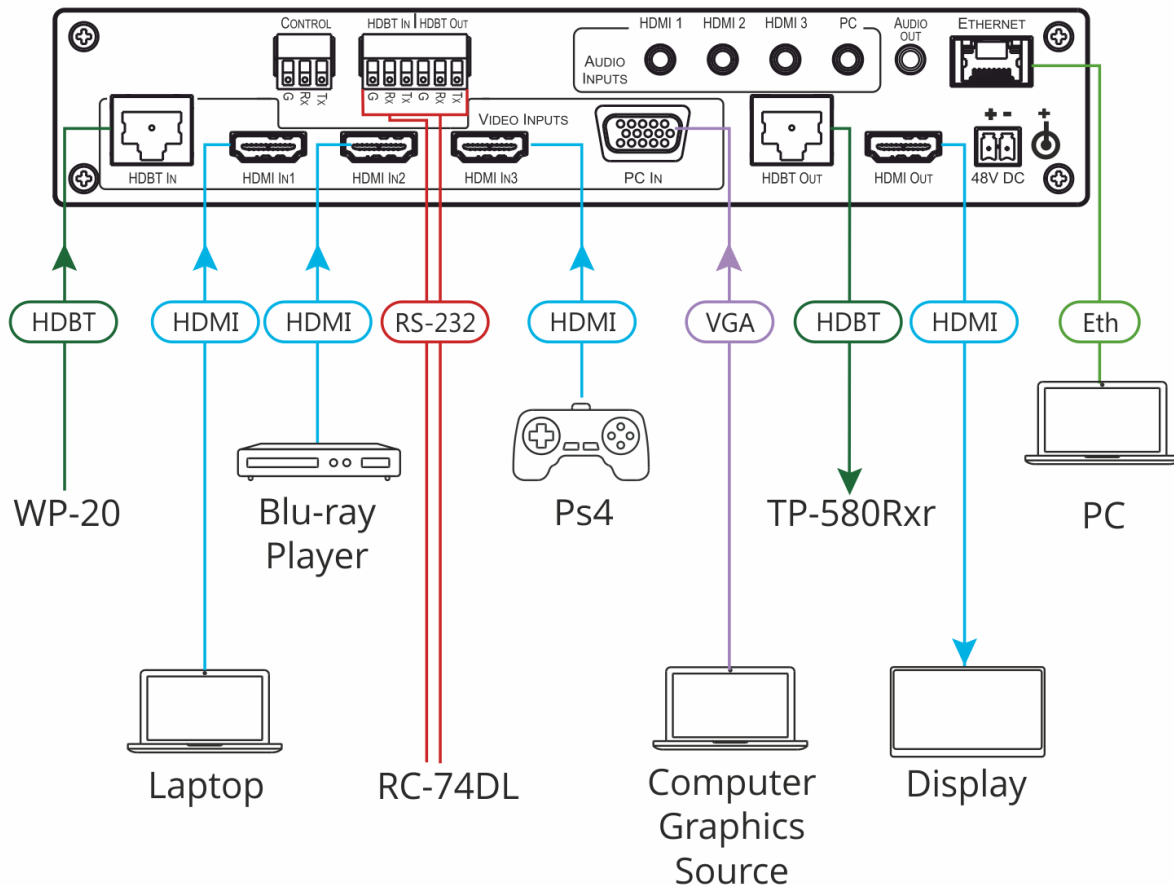 CONTROL
HDBT IN | HDBT OUT
HDMI 1
HDMI 2
HDMI 3
PC
AUDIO
OUT
ETHERNET
AUDIO
INPUTS
G
Rx
Tx
G
Rx
Tx
G
Rx
Tx
VIDEO INPUTS
+ -
+
HDBT IN
HDMI IN1
HDMI IN2
HDMI IN3
PC IN
HDBT OUT
HDMI OUT
48V DC
HDBT
HDMI
HDMI
RS-232
HDMI
VGA
HDBT
HDMI
Eth
WP-20
Blu-ray
Player
Ps4
TP-580Rxr
PC
Laptop
RC-74DL
Computer
Graphics
Source
Display